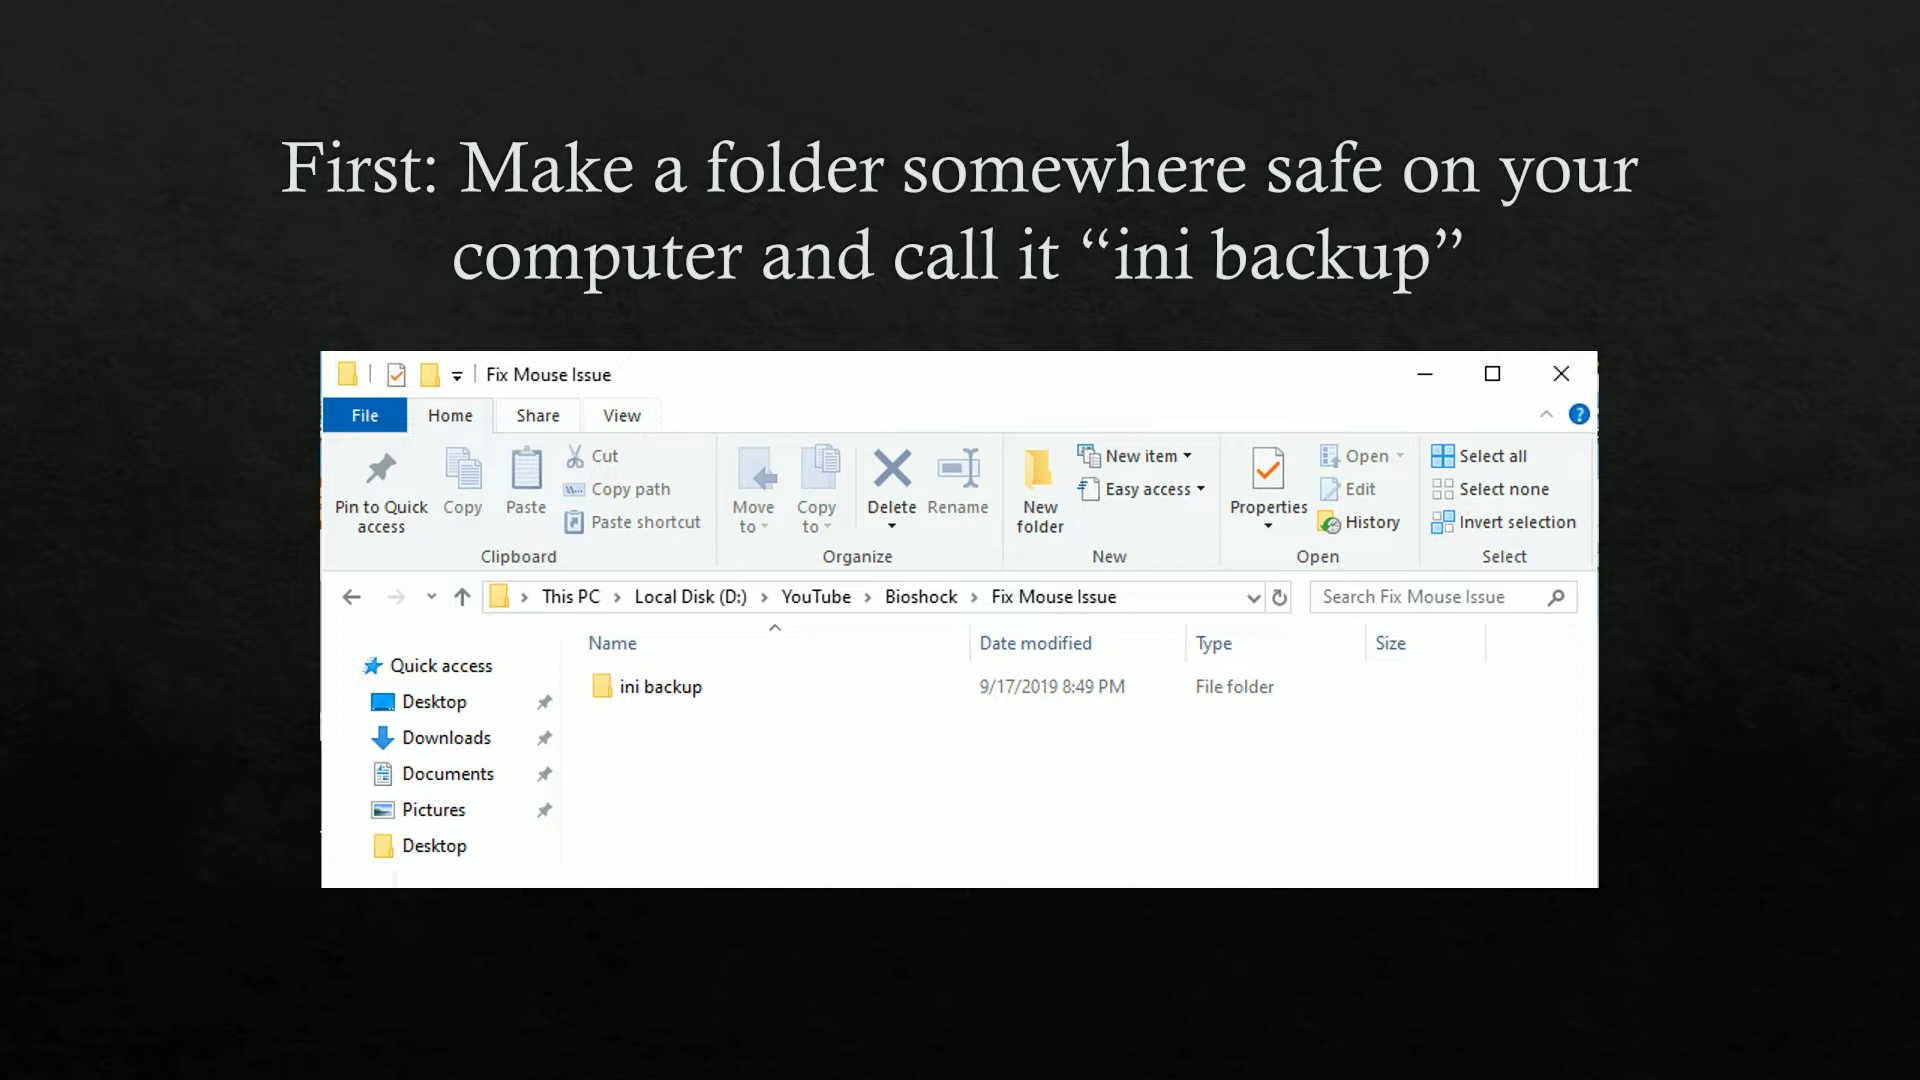 First: Make a folder somewhere safe on your
computer and call it “ini backup”
Fix Mouse Issue
File Home Share View
Pin to Quick access
Copy
Paste
Cut
Copy path
Paste shortcut
Clipboard
Move to
Copy to
Delete
Rename
Organize
New folder
New item
Easy access
New
Properties
Open
Edit
History
Open
Select all
Select none
Invert selection
Select
This PC › Local Disk (D:) › YouTube › Bioshock › Fix Mouse Issue
Search Fix Mouse Issue
Name Date modified Type Size
ini backup 9/17/2019 8:49 PM File folder
Quick access
Desktop
Downloads
Documents
Pictures
Desktop